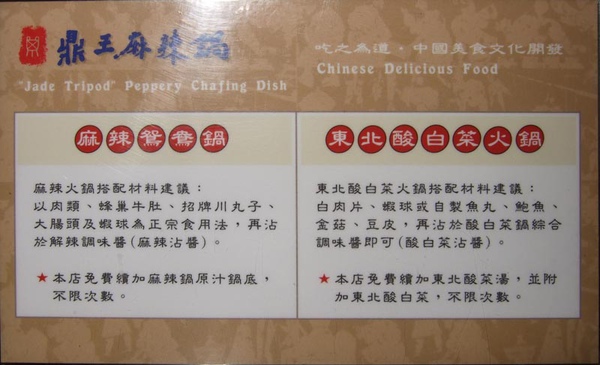 鼎王麻辣鍋
"Jade Tripod" Peppery Chafing Dish
吃之為道·中國美食文化開發
Chinese Delicious Food
麻辣鴛鴦鍋
麻辣火鍋搭配材料建議：
以肉類、蜂巢牛肚、招牌川丸子、
大腸頭及蝦球為正宗食用法，再沾
於解辣調味醬(麻辣沾醬)。
★本店免費續加麻辣鍋原汁鍋底，
不限次數。
東北酸白菜火鍋
東北酸白菜火鍋搭配材料建議：
白肉片、蝦球或自製魚丸、鮑魚、
金菇、豆皮，再沾於酸白菜鍋綜合
調味醬即可(酸白菜沾醬)。
★本店免費續加東北酸菜湯，並附
加東北酸白菜，不限次數。